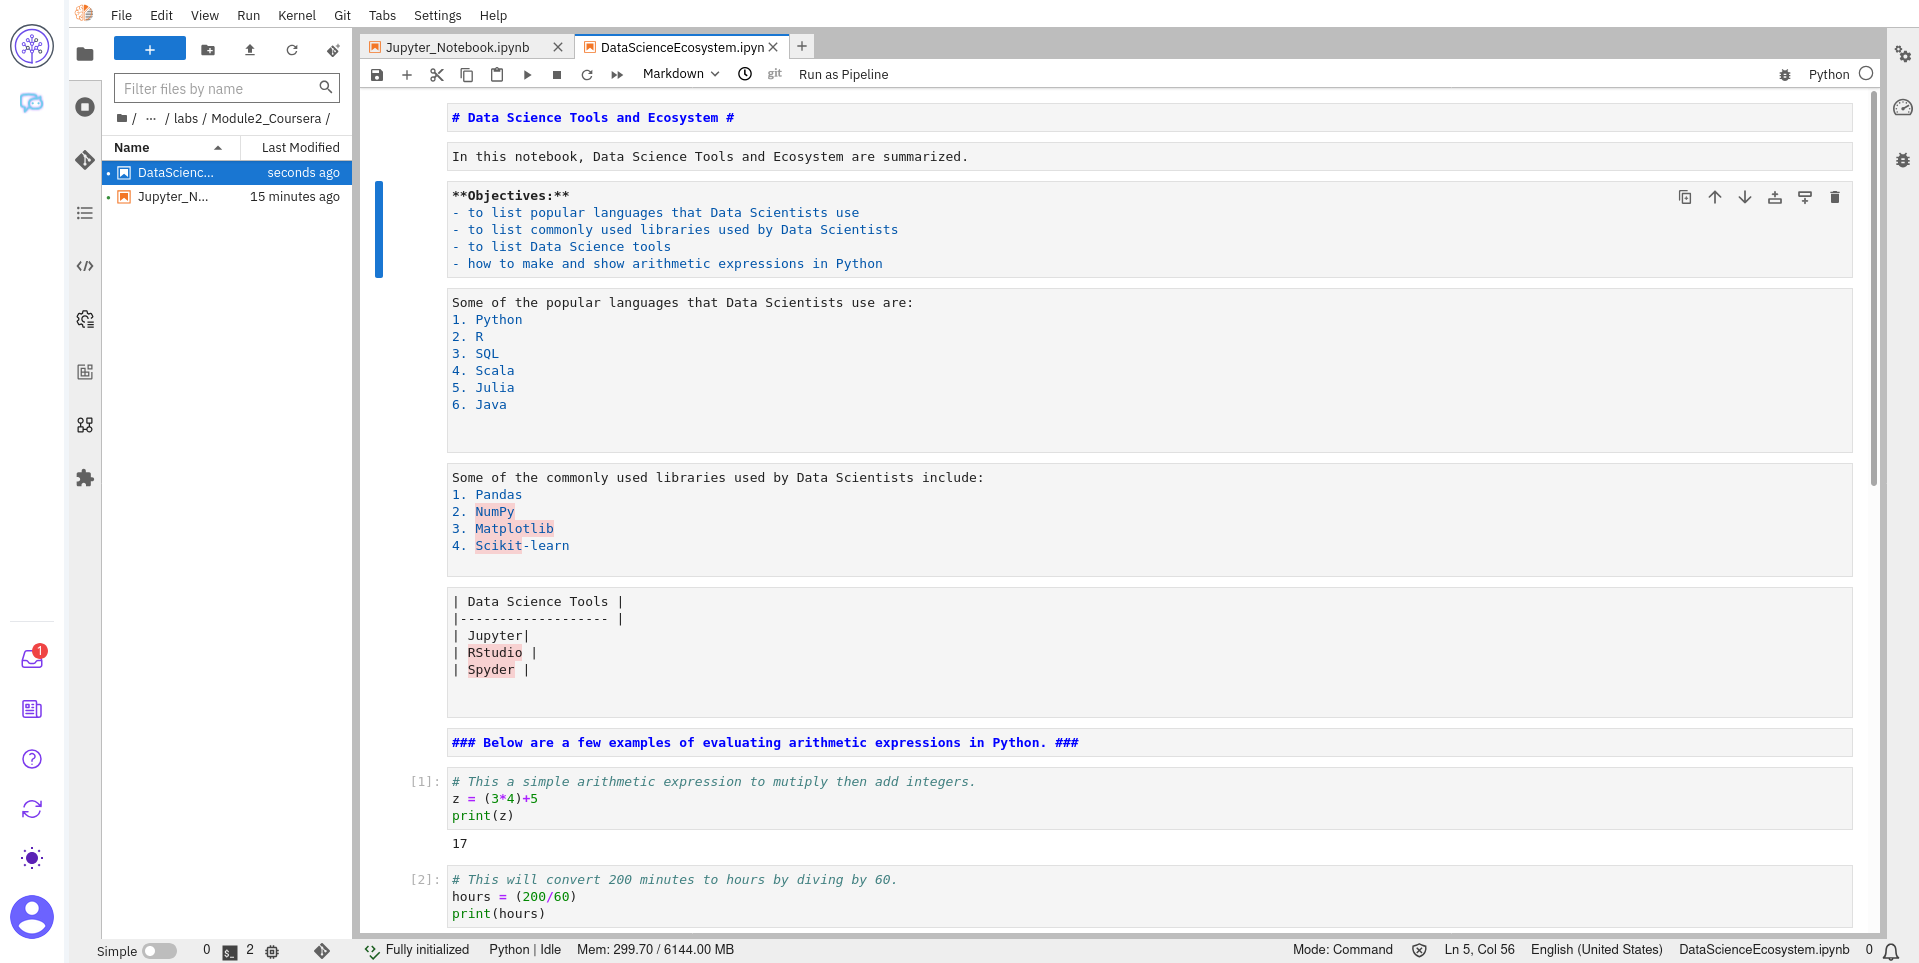 File Edit View Run Kernel Git Tabs Settings Help
Jupyter_Notebook.ipynb
DataScienceEcosystem.ipyn
Markdown
git
Run as Pipeline
Python
Filter files by name
/ ... / labs / Module2_Coursera /
Name Last Modified
DataScienc... seconds ago
Jupyter_N... 15 minutes ago
# Data Science Tools and Ecosystem #
In this notebook, Data Science Tools and Ecosystem are summarized.
**Objectives:**
- to list popular languages that Data Scientists use
- to list commonly used libraries used by Data Scientists
- to list Data Science tools
- how to make and show arithmetic expressions in Python
Some of the popular languages that Data Scientists use are:
1. Python
2. R
3. SQL
4. Scala
5. Julia
6. Java
Some of the commonly used libraries used by Data Scientists include:
1. Pandas
2. NumPy
3. Matplotlib
4. Scikit-learn
| Data Science Tools |
|------------------- |
| Jupyter|
| RStudio |
| Spyder |
### Below are a few examples of evaluating arithmetic expressions in Python. ###
[1]: # This a simple arithmetic expression to mutiply then add integers.
z = (3*4)+5
print(z)
17
[2]: # This will convert 200 minutes to hours by diving by 60.
hours = (200/60)
print(hours)
1
Simple 0 2 Fully initialized Python | Idle Mem: 299.70 / 6144.00 MB Mode: Command Ln 5, Col 56 English (United States) DataScienceEcosystem.ipynb 0